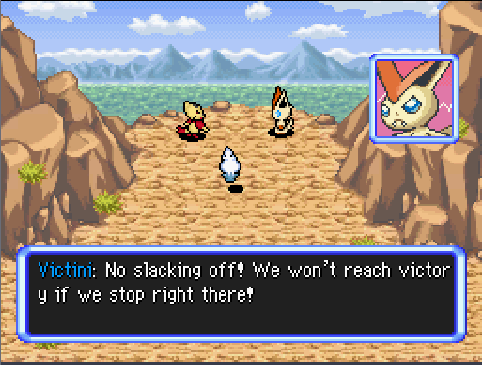 Victini: No slacking off! We won't reach victor
y if we stop right there!